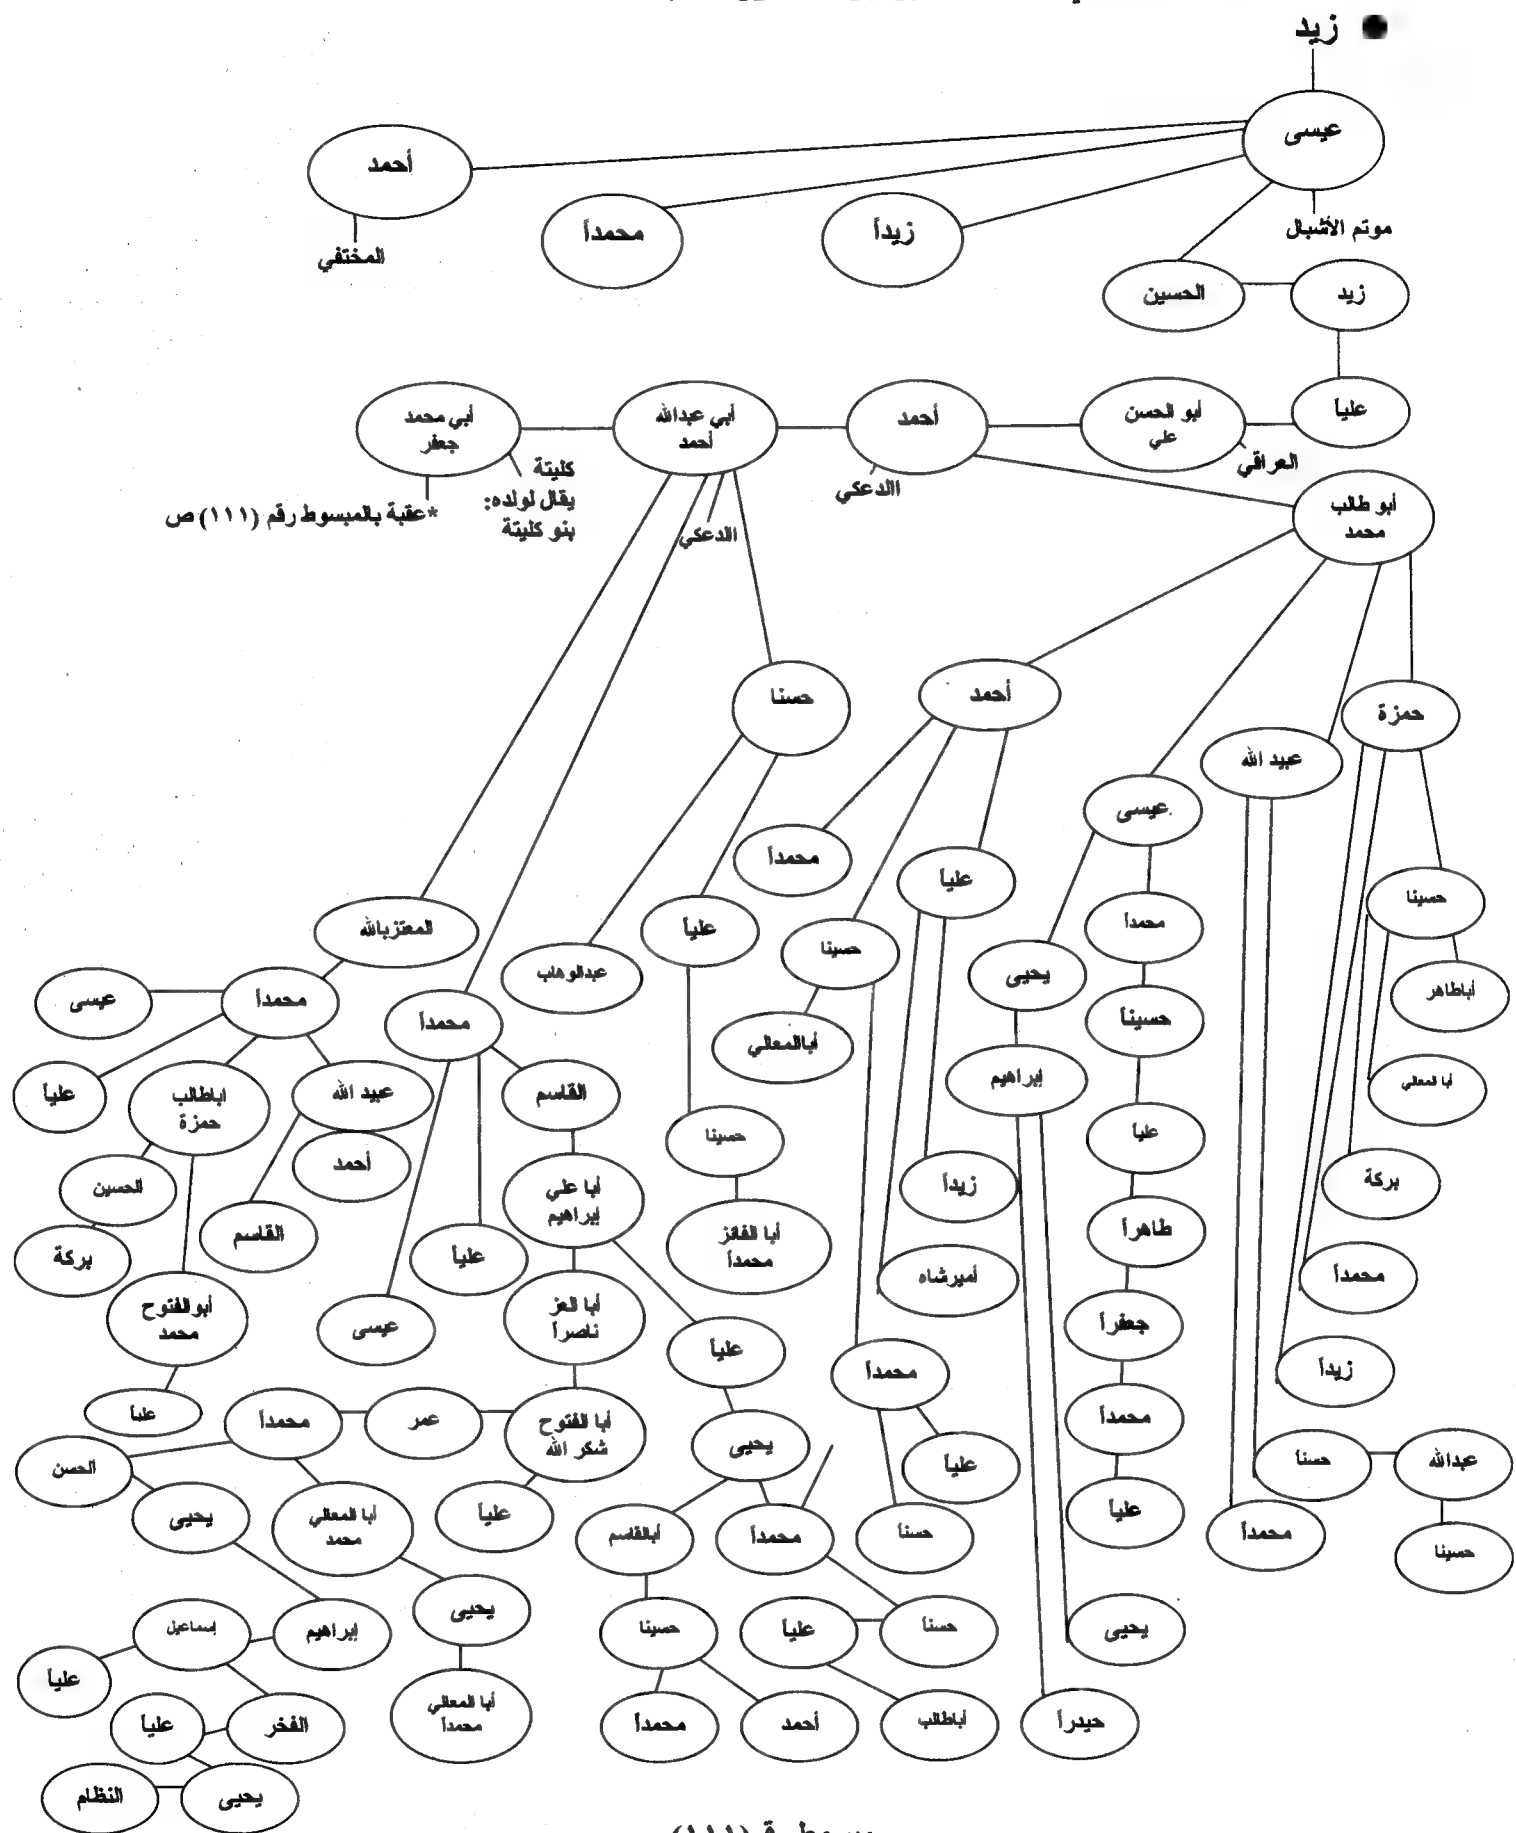 زيد
عيسى
موتم الأشبال
أحمد
المختفي
محمداً
زيداً
الحسين
زيد
علياً
أبو الحسن
علي
العراقي
أحمد
االدعكي
أبي عبدالله
أحمد
االدعكي
أبي محمد
جعفر
كليتة
يقال لولده:
بنو كليتة
*عقبة بالمبسوط رقم (١١١) ص
أبو طالب
محمد
حمزة
عبيد الله
عيسى
أحمد
حسنا
حسينا
أباطاهر
أبا المعالي
بركة
محمداً
زيداً
عبدالله
حسناً
حسينا
محمداً
محمداً
حسيناً
علياً
طاهراً
جعفراً
محمداً
علياً
يحيى
إبراهيم
يحيى
حيدراً
علياً
زيداً
أميرشاه
محمداً
حسينا
أباالمعالي
محمداً
علياً
حسناً
علياً
عبدالوهاب
حسينا
أبا الفائز
محمداً
المعتزبالله
محمداً
عيسى
علياً
اباطالب
حمزة
عبيد الله
أحمد
القاسم
الحسين
بركة
أبوالفتوح
محمد
علياً
محمداً
القاسم
علياً
عيسى
أبا علي
إبراهيم
أبا العز
ناصراً
علياً
يحيى
أبا الفتوح
شكر الله
عمر
محمداً
علياً
الحسن
يحيى
أبا المعالي
محمد
يحيى
أبا المعالي
محمداً
إبراهيم
إسماعيل
علياً
الفخر
علياً
يحيى
النظام
أبالقاسم
محمداً
حسينا
محمداً
أحمد
حسناً
علياً
أباطالب